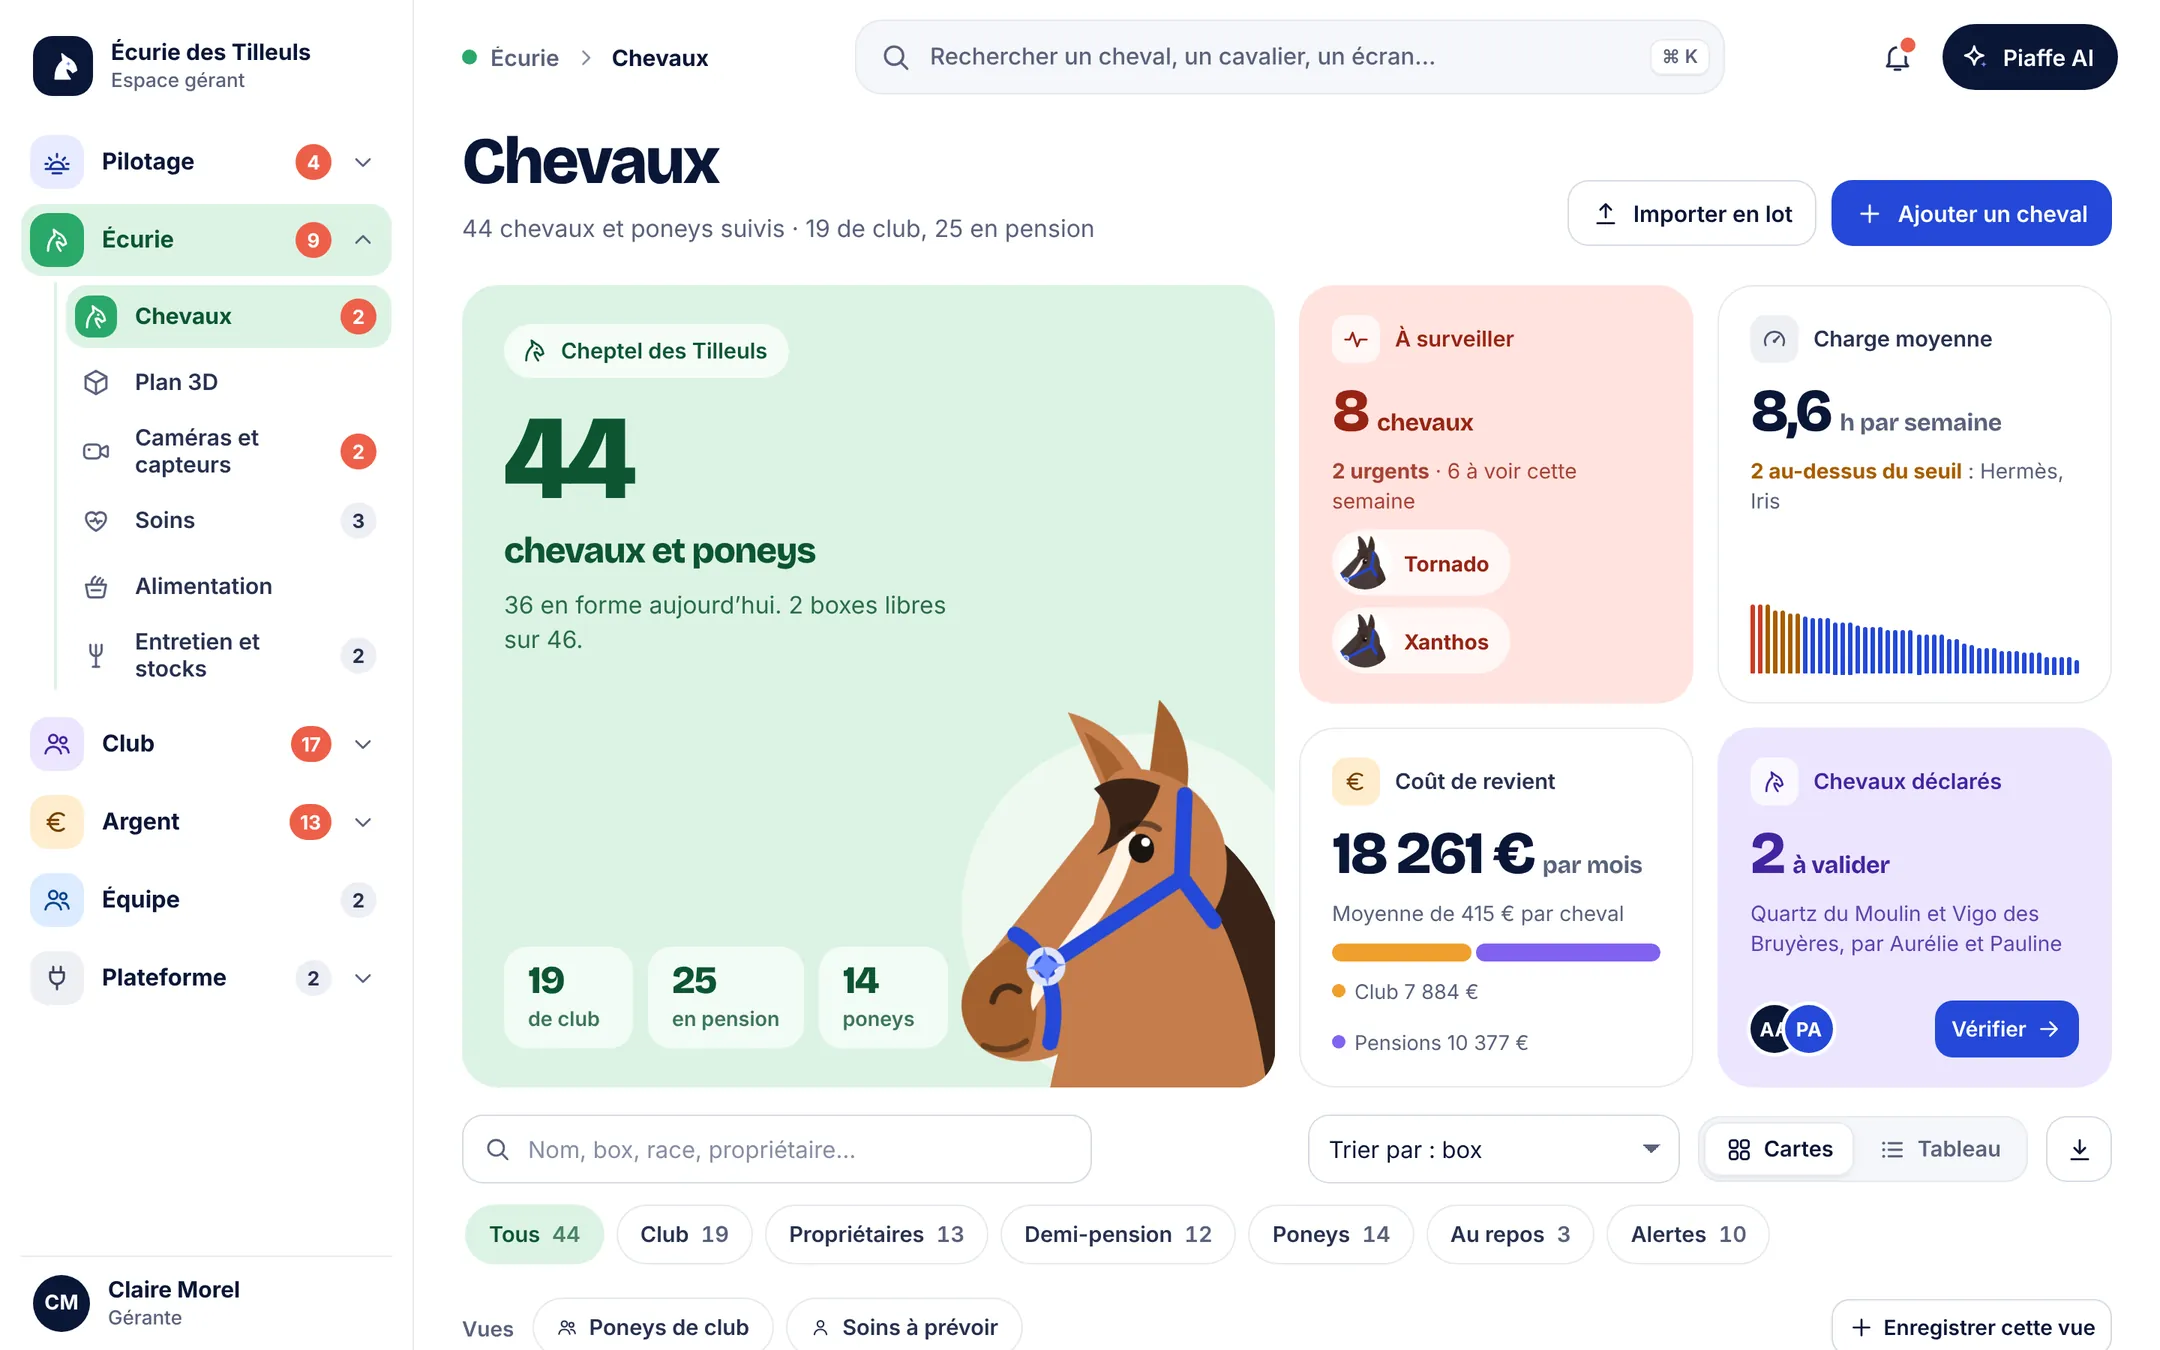 Écurie des Tilleuls
Espace gérant
Pilotage 4
Écurie 9
Chevaux 2
Plan 3D
Caméras et
capteurs 2
Soins 3
Alimentation
Entretien et
stocks 2
Club 17
Argent 13
Équipe 2
Plateforme 2
CM
Claire Morel
Gérante
Écurie > Chevaux
Rechercher un cheval, un cavalier, un écran...
⌘ K
Piaffe AI
Chevaux
44 chevaux et poneys suivis · 19 de club, 25 en pension
Importer en lot
+ Ajouter un cheval
Cheptel des Tilleuls
44
chevaux et poneys
36 en forme aujourd’hui. 2 boxes libres
sur 46.
19
de club
25
en pension
14
poneys
À surveiller
8 chevaux
2 urgents · 6 à voir cette
semaine
Tornado
Xanthos
Charge moyenne
8,6 h par semaine
2 au-dessus du seuil : Hermès,
Iris
€ Coût de revient
18 261 € par mois
Moyenne de 415 € par cheval
Club 7 884 €
Pensions 10 377 €
Chevaux déclarés
2 à valider
Quartz du Moulin et Vigo des
Bruyères, par Aurélie et Pauline
PA
Vérifier →
Nom, box, race, propriétaire...
Trier par : box
Cartes
Tableau
Tous 44
Club 19
Propriétaires 13
Demi-pension 12
Poneys 14
Au repos 3
Alertes 10
Vues
Poneys de club
Soins à prévoir
+ Enregistrer cette vue